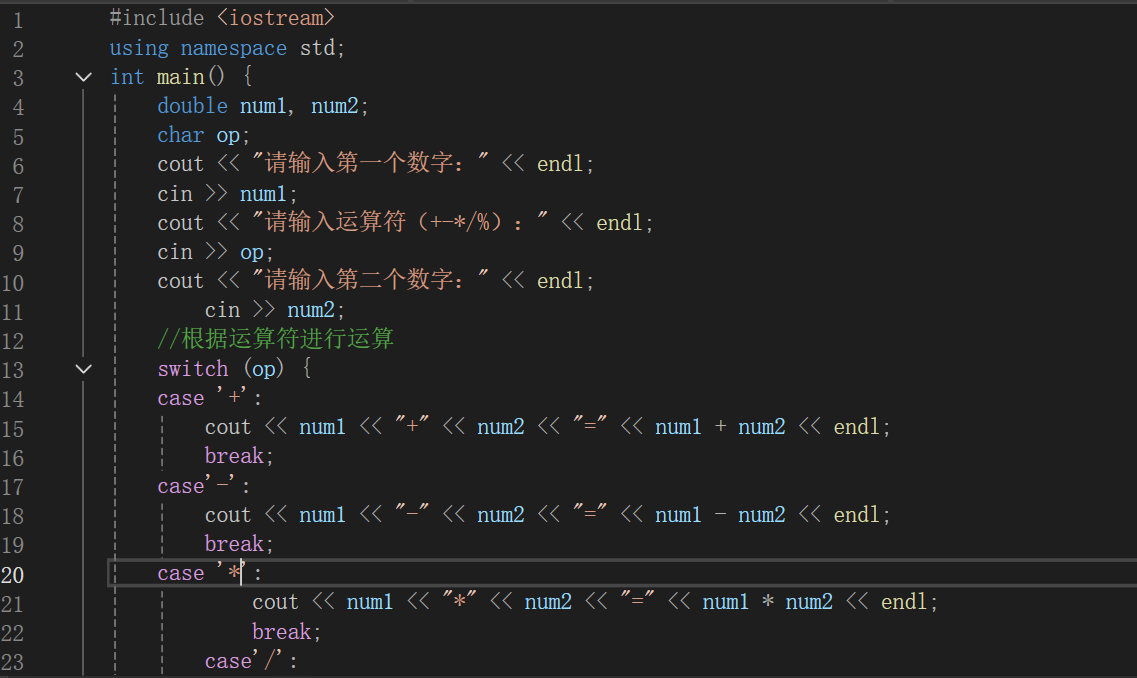 1 #include <iostream>
2 using namespace std;
3 int main() {
4 double num1, num2;
5 char op;
6 cout << "请输入第一个数字：" << endl;
7 cin >> num1;
8 cout << "请输入运算符（+-*/%）：" << endl;
9 cin >> op;
10 cout << "请输入第二个数字：" << endl;
11 cin >> num2;
12 //根据运算符进行运算
13 switch (op) {
14 case '+':
15 cout << num1 << "+" << num2 << "=" << num1 + num2 << endl;
16 break;
17 case'-':
18 cout << num1 << "-" << num2 << "=" << num1 - num2 << endl;
19 break;
20 case '*':
21 cout << num1 << "*" << num2 << "=" << num1 * num2 << endl;
22 break;
23 case'/':